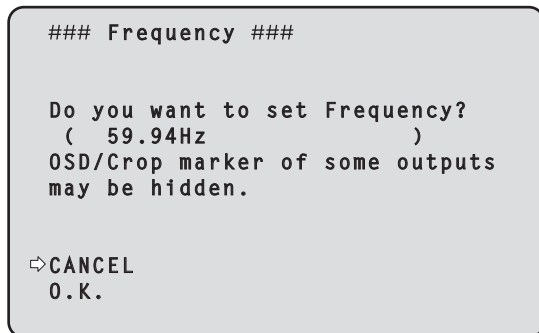 ### Frequency ###
Do you want to set Frequency?
( 59.94Hz )
OSD/Crop marker of some outputs
may be hidden.
⇨CANCEL
O.K.